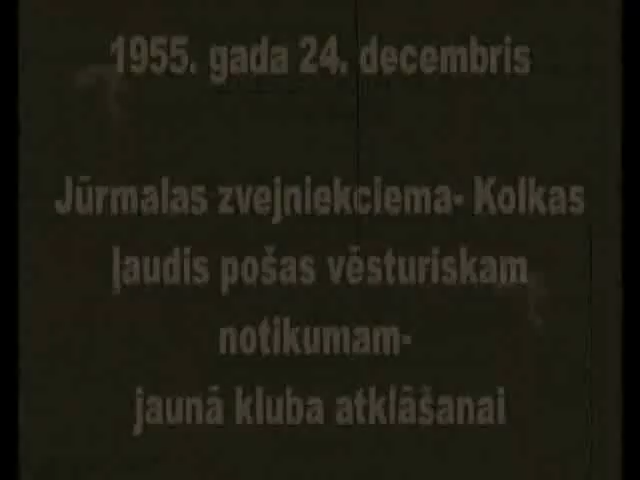 1955. gada 24. decembris
Jūrmalas zvejniekciema- Kolkas
ļaudis pošas vēsturiskam
notikumam-
jaunā kluba atklāšanai